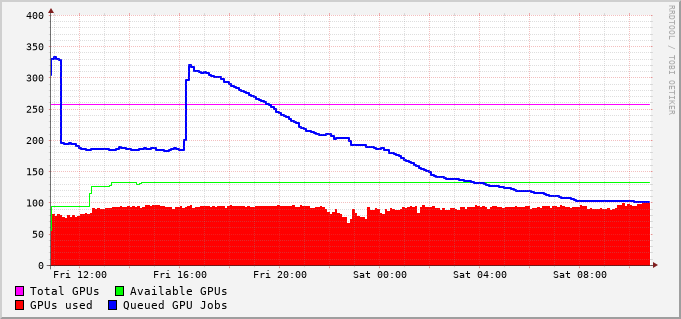 400
350
300
250
200
150
100
50
0
Fri 12:00 Fri 16:00 Fri 20:00 Sat 00:00 Sat 04:00 Sat 08:00
Total GPUs Available GPUs
GPUs used Queued GPU Jobs
RRDTOOL / TOBI OETIKER